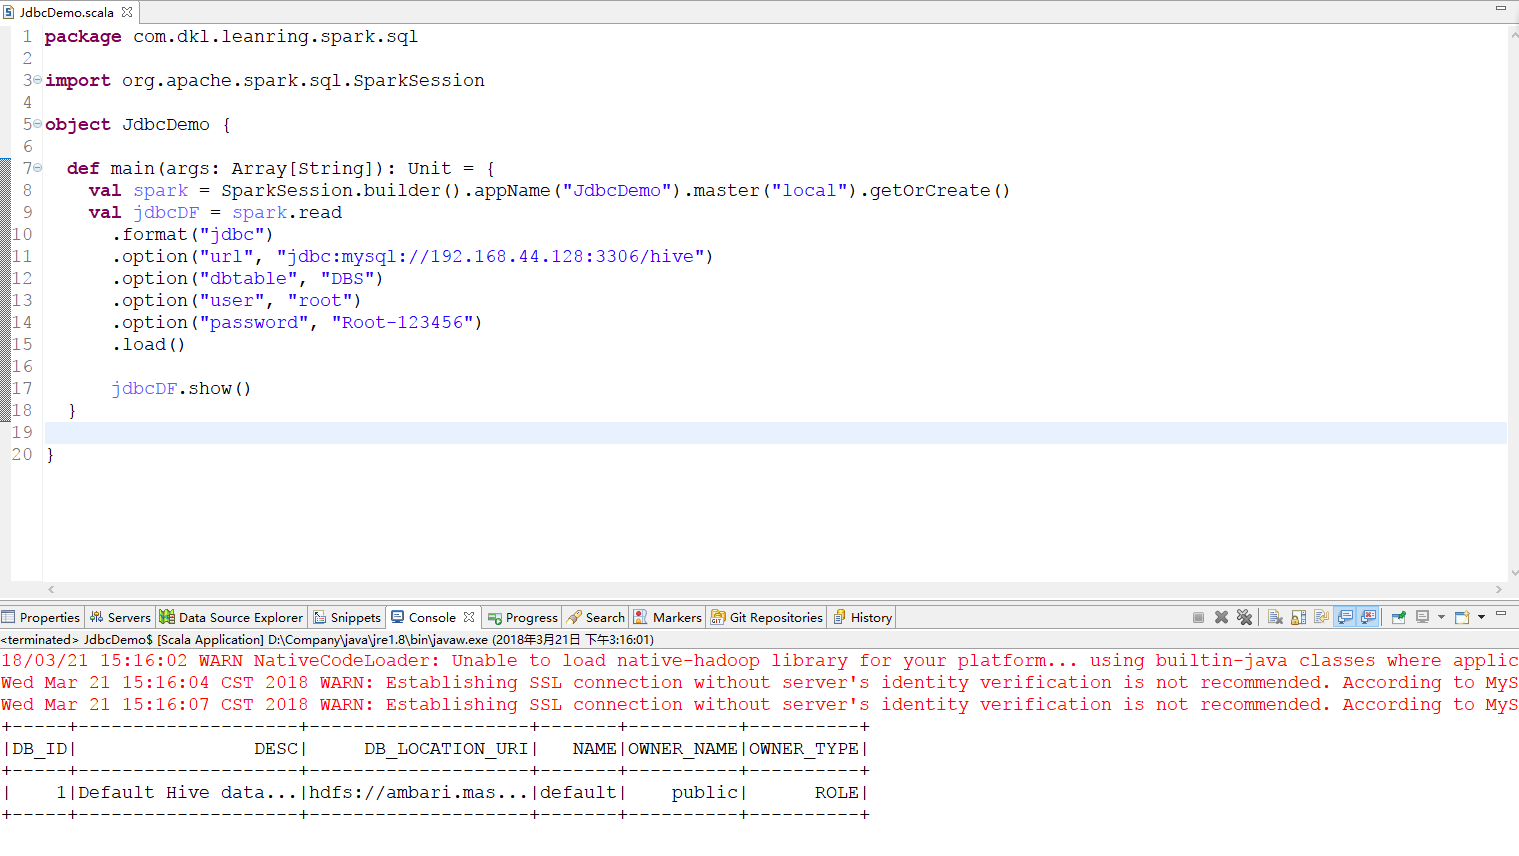 JdbcDemo.scala
1 package com.dkl.leanring.spark.sql
2
3 import org.apache.spark.sql.SparkSession
4
5 object JdbcDemo {
6
7   def main(args: Array[String]): Unit = {
8     val spark = SparkSession.builder().appName("JdbcDemo").master("local").getOrCreate()
9     val jdbcDF = spark.read
10       .format("jdbc")
11       .option("url", "jdbc:mysql://192.168.44.128:3306/hive")
12       .option("dbtable", "DBS")
13       .option("user", "root")
14       .option("password", "Root-123456")
15       .load()
16
17       jdbcDF.show()
18   }
19
20 }
Properties Servers Data Source Explorer Snippets Console Progress Search Markers Git Repositories History
<terminated> JdbcDemo$ [Scala Application] D:\Company\java\jre1.8\bin\javaw.exe (2018年3月21日 下午3:16:01)
18/03/21 15:16:02 WARN NativeCodeLoader: Unable to load native-hadoop library for your platform... using builtin-java classes where applic
Wed Mar 21 15:16:04 CST 2018 WARN: Establishing SSL connection without server's identity verification is not recommended. According to MyS
Wed Mar 21 15:16:07 CST 2018 WARN: Establishing SSL connection without server's identity verification is not recommended. According to MyS
+-----+--------------------+--------------------+-------+----------+----------+
|DB_ID|                DESC|     DB_LOCATION_URI|   NAME|OWNER_NAME|OWNER_TYPE|
+-----+--------------------+--------------------+-------+----------+----------+
|    1|Default Hive data...|hdfs://ambari.mas...|default|    public|      ROLE|
+-----+--------------------+--------------------+-------+----------+----------+